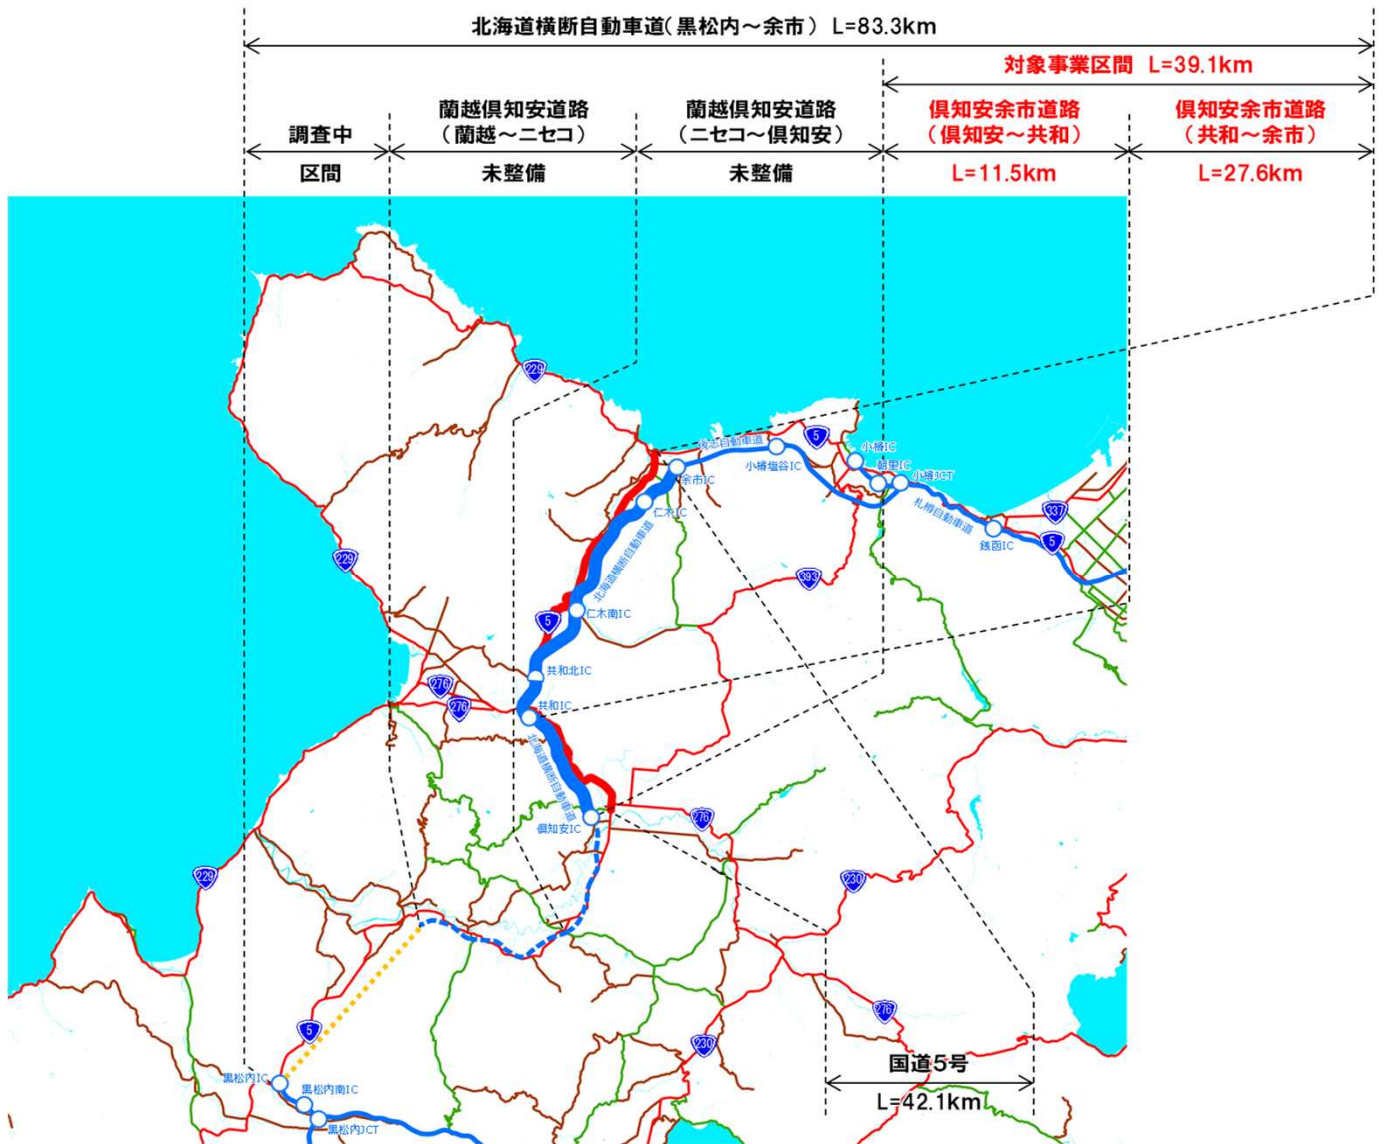 北海道横断自動車道(黒松内～余市) L=83.3km
対象事業区間 L=39.1km
調査中
区間
蘭越倶知安道路
(蘭越～ニセコ)
未整備
蘭越倶知安道路
(ニセコ～倶知安)
未整備
倶知安余市道路
(倶知安～共和)
L=11.5km
倶知安余市道路
(共和～余市)
L=27.6km
229
後志自動車道
5
小樽IC
小樽塩谷IC
朝里IC
小樽JCT
余市IC
仁木IC
札樽自動車道
337
銭函IC
5
北海道横断自動車道
229
393
仁木南IC
5
共和北IC
276
276
共和IC
北海道横断自動車道
倶知安IC
276
229
230
276
5
230
国道5号
L=42.1km
黒松内IC
黒松内南IC
黒松内JCT